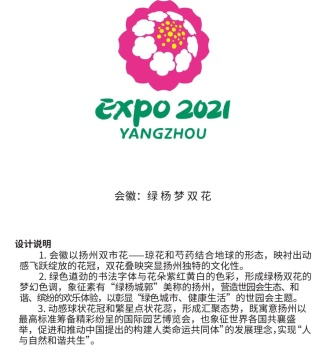 EXPO 2021
YANGZHOU
会徽：绿杨梦双花
设计说明
1. 会徽以扬州双市花——琼花和芍药结合地球的形态，映衬出动
感飞跃绽放的花冠，双花叠映突显扬州独特的文化性。
2. 绿色遒劲的书法字体与花朵紫红黄白的色彩，形成绿杨双花的
梦幻色调，象征素有“绿杨城郭”美称的扬州，营造世园会生态、和
谐、缤纷的欢乐体验，以彰显“绿色城市、健康生活”的世园会主题。
3. 动感球状花冠和繁星点状花蕊，形成汇聚态势，既寓意扬州以
最高标准筹备精彩纷呈的国际园艺博览会，也象征世界各国共襄盛
举，促进和推动中国提出的构建人类命运共同体”的发展理念，实现“人
与自然和谐共生”。